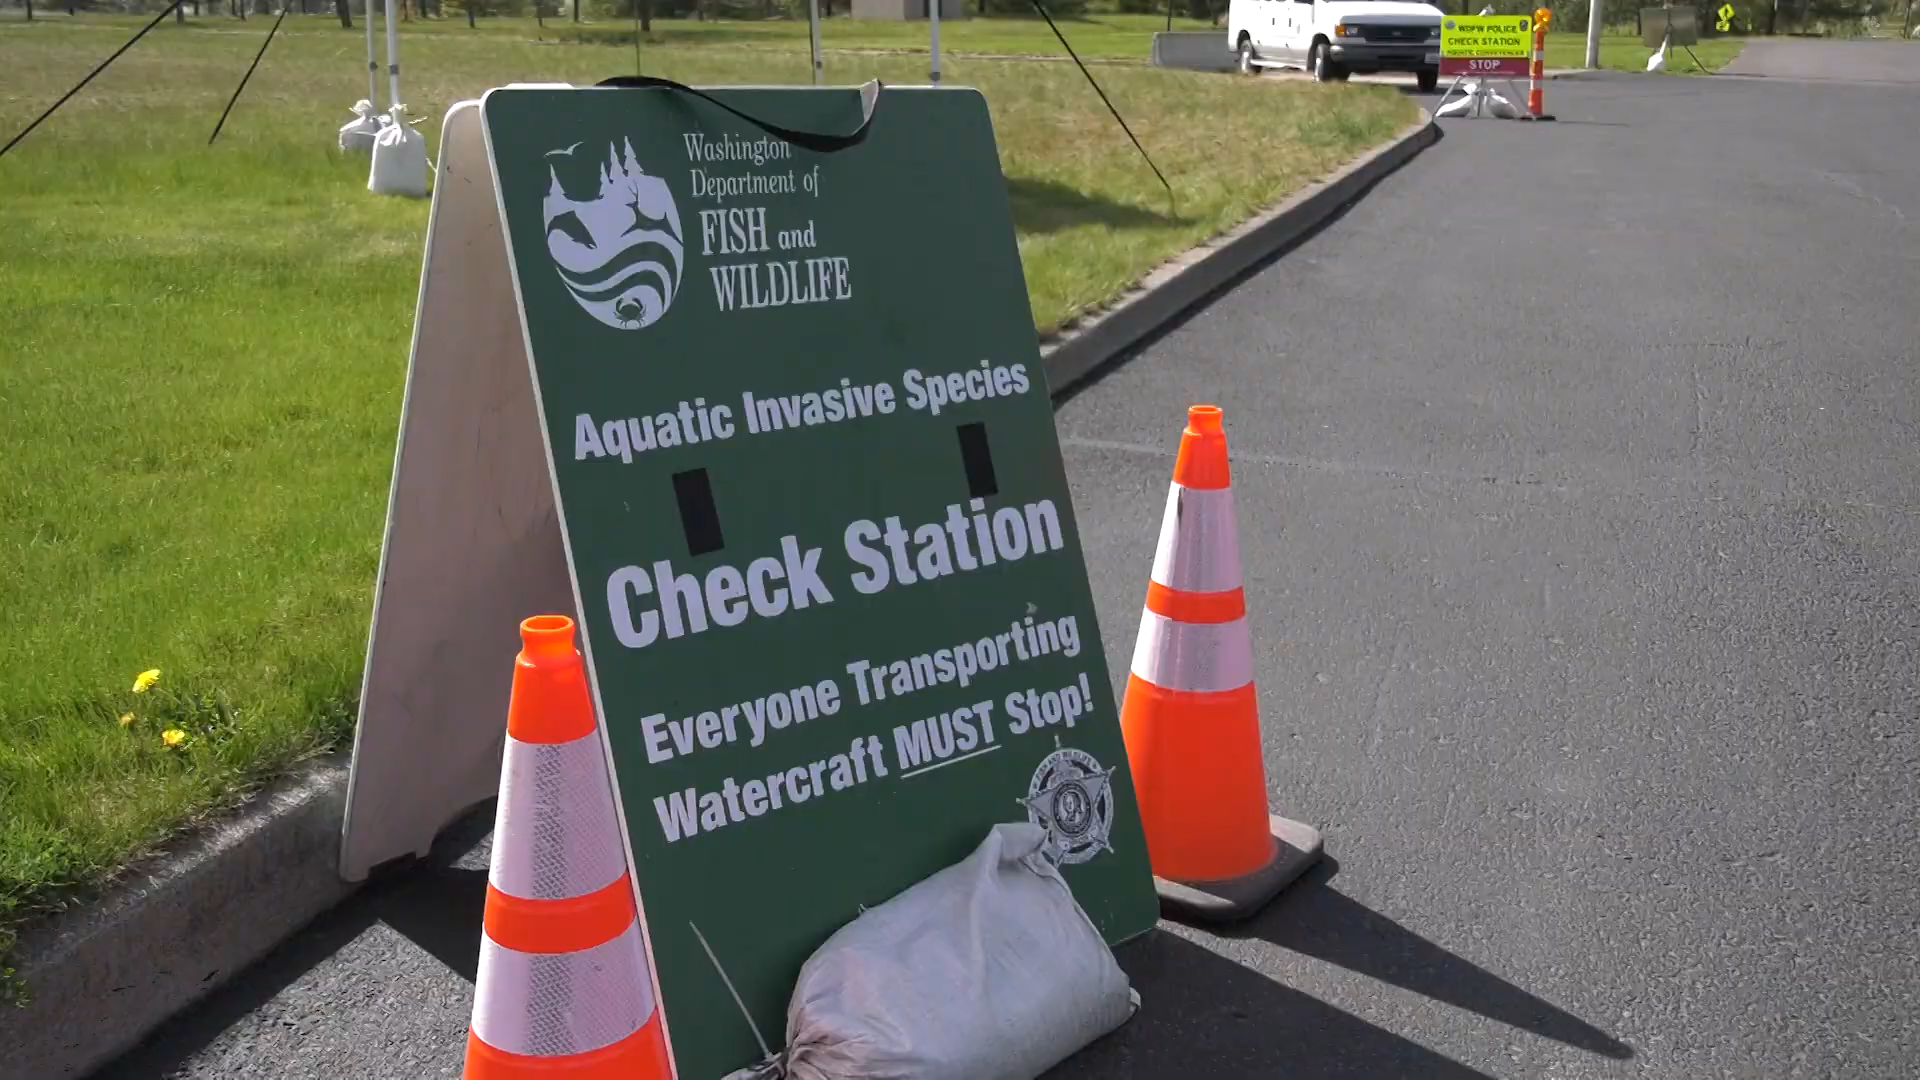 Washington
Department of
FISH and
WILDLIFE
Aquatic Invasive Species
Check Station
Everyone Transporting
Watercraft MUST Stop!
WDFW POLICE
CHECK STATION
STOP